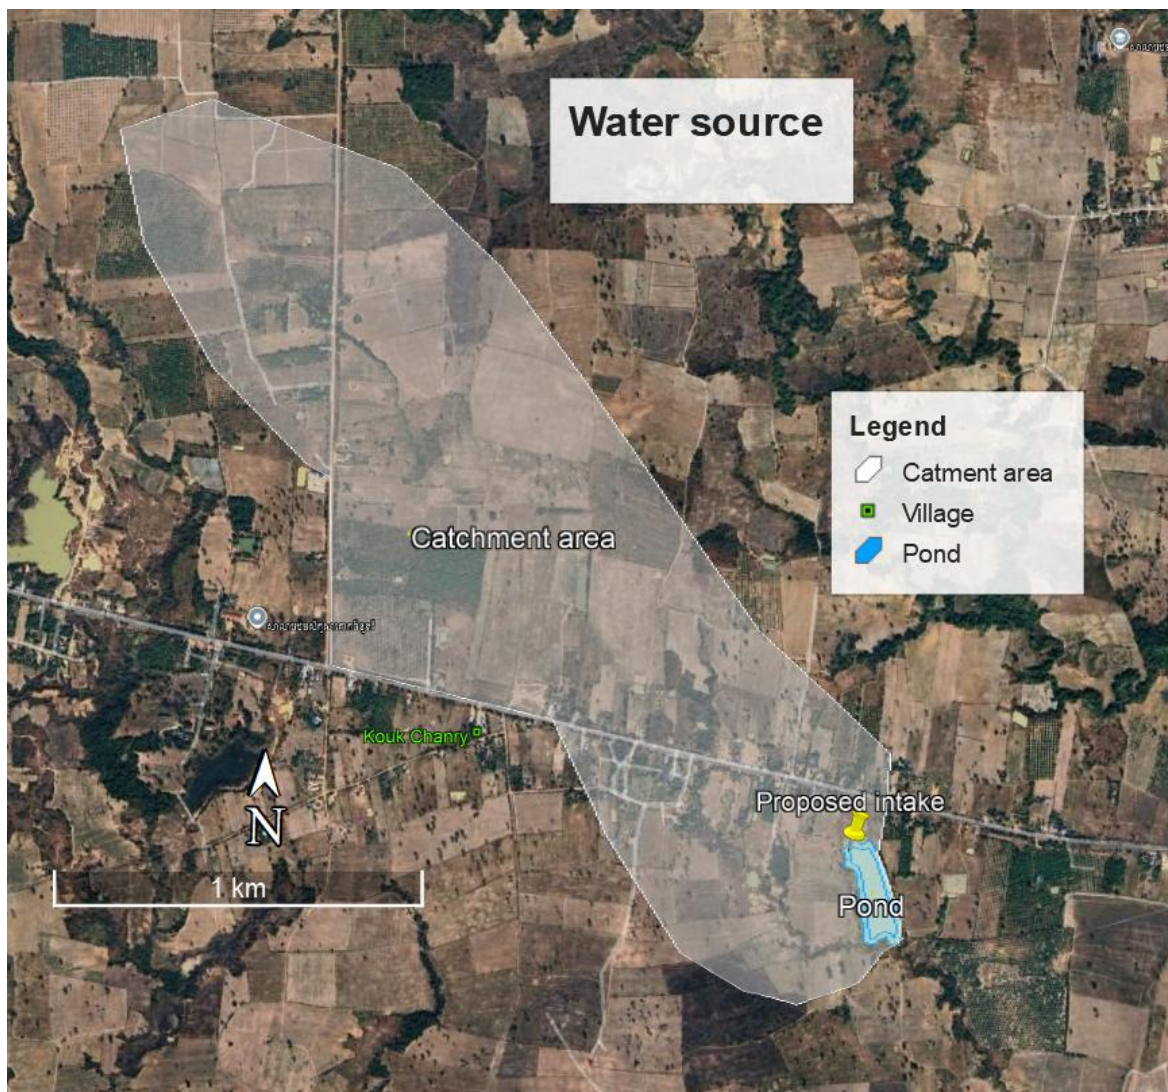 Water source
Legend
Catment area
Village
Pond
Catchment area
Kouk Chanry
N
Proposed intake
1 km
Pond